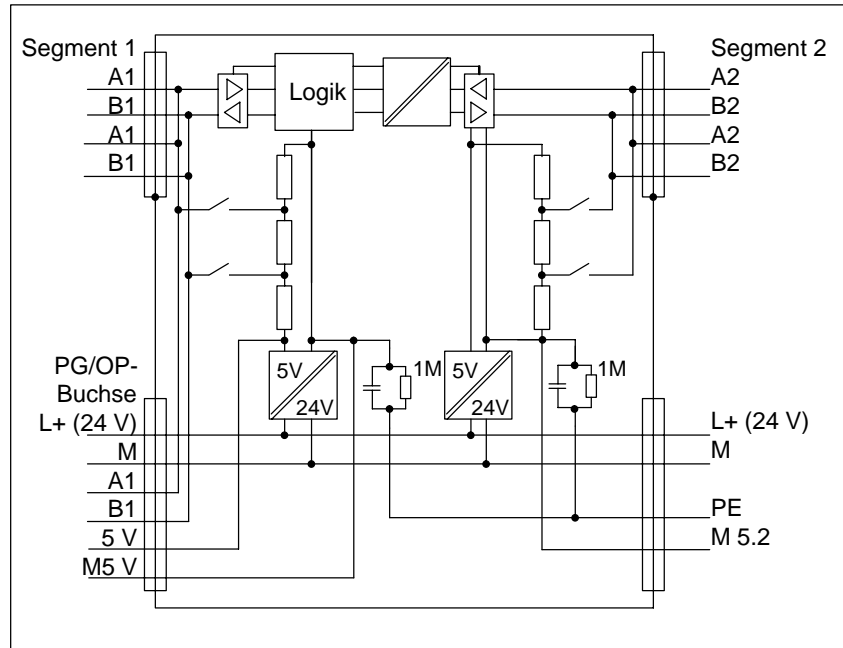 Segment 1
Segment 2
A1
A2
B1
Logik
B2
A1
A2
B1
B2
PG/OP-
Buchse
5V
24V
1M
5V
24V
1M
L+ (24 V)
L+ (24 V)
M
M
A1
B1
PE
5 V
M 5.2
M5 V